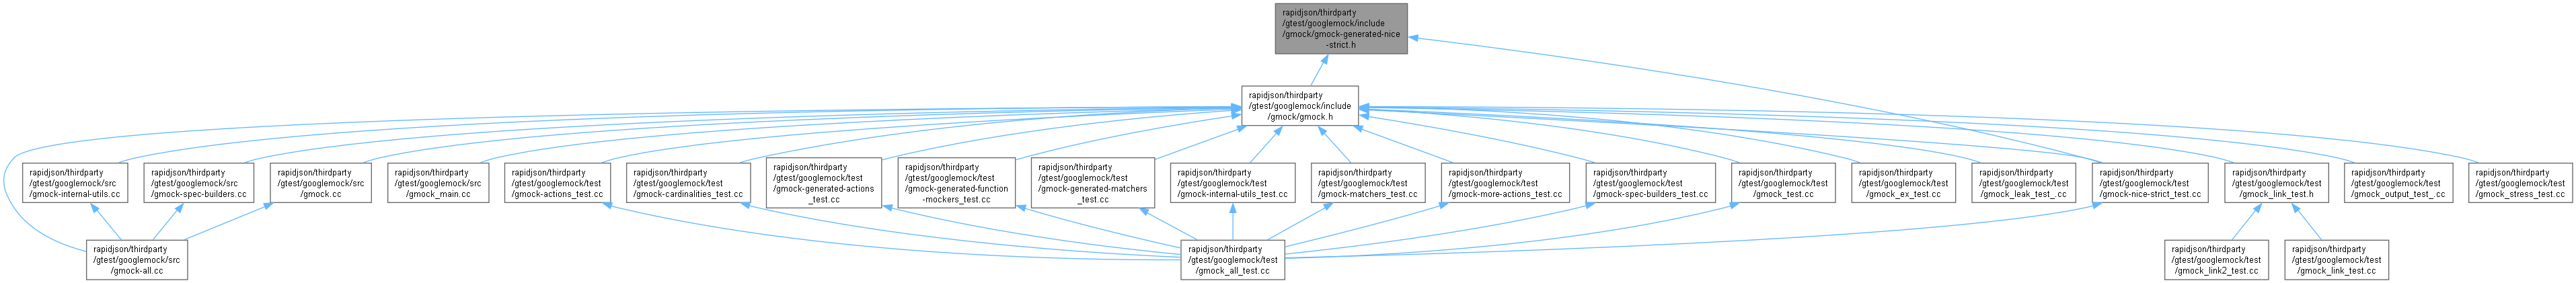 rapidjson/thirdparty
/gtest/googlemock/include
/gmock/gmock-generated-nice
-strict.h
rapidjson/thirdparty
/gtest/googlemock/include
/gmock/gmock.h
rapidjson/thirdparty
/gtest/googlemock/src
/gmock-internal-utils.cc
rapidjson/thirdparty
/gtest/googlemock/src
/gmock-spec-builders.cc
rapidjson/thirdparty
/gtest/googlemock/src
/gmock.cc
rapidjson/thirdparty
/gtest/googlemock/src
/gmock_main.cc
rapidjson/thirdparty
/gtest/googlemock/test
/gmock-actions_test.cc
rapidjson/thirdparty
/gtest/googlemock/test
/gmock-cardinalities_test.cc
rapidjson/thirdparty
/gtest/googlemock/test
/gmock-generated-actions
_test.cc
rapidjson/thirdparty
/gtest/googlemock/test
/gmock-generated-function
-mockers_test.cc
rapidjson/thirdparty
/gtest/googlemock/test
/gmock-generated-matchers
_test.cc
rapidjson/thirdparty
/gtest/googlemock/test
/gmock-internal-utils_test.cc
rapidjson/thirdparty
/gtest/googlemock/test
/gmock-matchers_test.cc
rapidjson/thirdparty
/gtest/googlemock/test
/gmock-more-actions_test.cc
rapidjson/thirdparty
/gtest/googlemock/test
/gmock-spec-builders_test.cc
rapidjson/thirdparty
/gtest/googlemock/test
/gmock_test.cc
rapidjson/thirdparty
/gtest/googlemock/test
/gmock_ex_test.cc
rapidjson/thirdparty
/gtest/googlemock/test
/gmock_leak_test_.cc
rapidjson/thirdparty
/gtest/googlemock/test
/gmock-nice-strict_test.cc
rapidjson/thirdparty
/gtest/googlemock/test
/gmock_link_test.h
rapidjson/thirdparty
/gtest/googlemock/test
/gmock_output_test_.cc
rapidjson/thirdparty
/gtest/googlemock/test
/gmock_stress_test.cc
rapidjson/thirdparty
/gtest/googlemock/src
/gmock-all.cc
rapidjson/thirdparty
/gtest/googlemock/test
/gmock_all_test.cc
rapidjson/thirdparty
/gtest/googlemock/test
/gmock_link2_test.cc
rapidjson/thirdparty
/gtest/googlemock/test
/gmock_link_test.cc